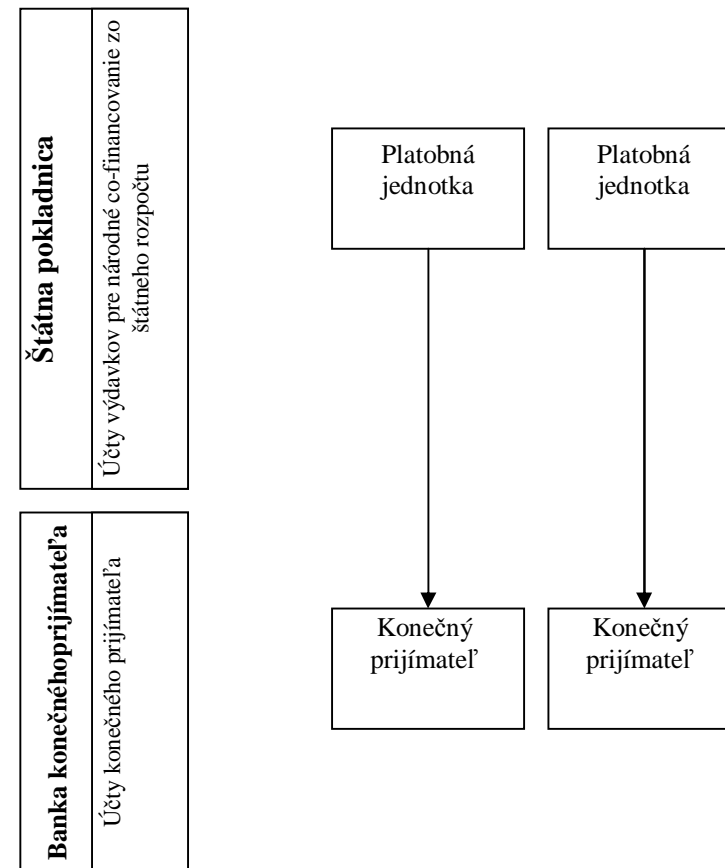 Štátna pokladnica
Účty výdavkov pre národné co-financovanie zo
štátneho rozpočtu
Platobná
jednotka
Platobná
jednotka
Banka konečnéhoprijímateľa
Účty konečného prijímateľa
Konečný
prijímateľ
Konečný
prijímateľ